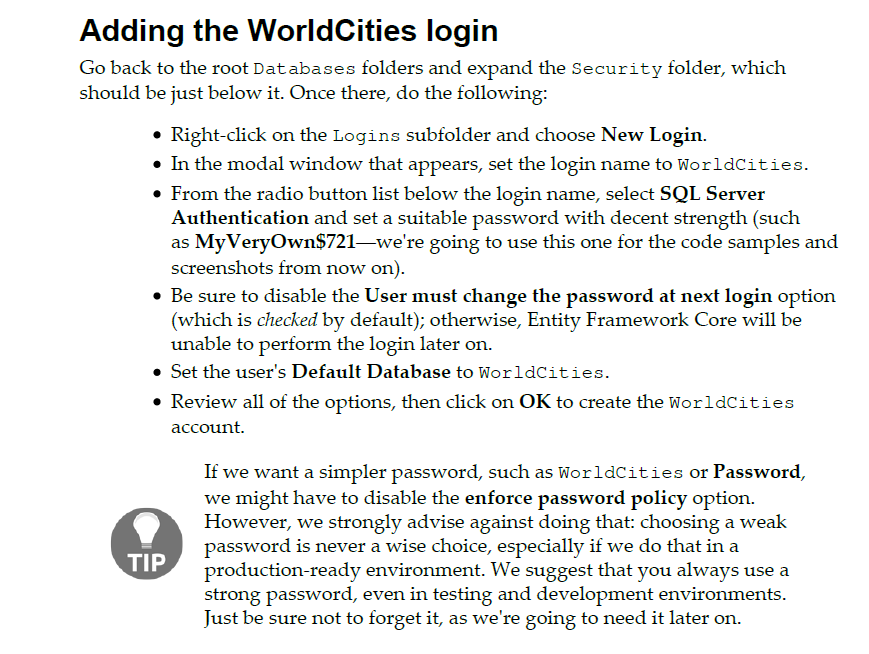 Adding the WorldCities login
Go back to the root Databases folders and expand the Security folder, which
should be just below it. Once there, do the following:
• Right-click on the Logins subfolder and choose New Login.
• In the modal window that appears, set the login name to WorldCities.
• From the radio button list below the login name, select SQL Server
Authentication and set a suitable password with decent strength (such
as MyVeryOwn$721—we're going to use this one for the code samples and
screenshots from now on).
• Be sure to disable the User must change the password at next login option
(which is checked by default); otherwise, Entity Framework Core will be
unable to perform the login later on.
• Set the user's Default Database to WorldCities.
• Review all of the options, then click on OK to create the WorldCities
account.
If we want a simpler password, such as WorldCities or Password,
we might have to disable the enforce password policy option.
However, we strongly advise against doing that: choosing a weak
password is never a wise choice, especially if we do that in a
production-ready environment. We suggest that you always use a
strong password, even in testing and development environments.
Just be sure not to forget it, as we're going to need it later on.
TIP